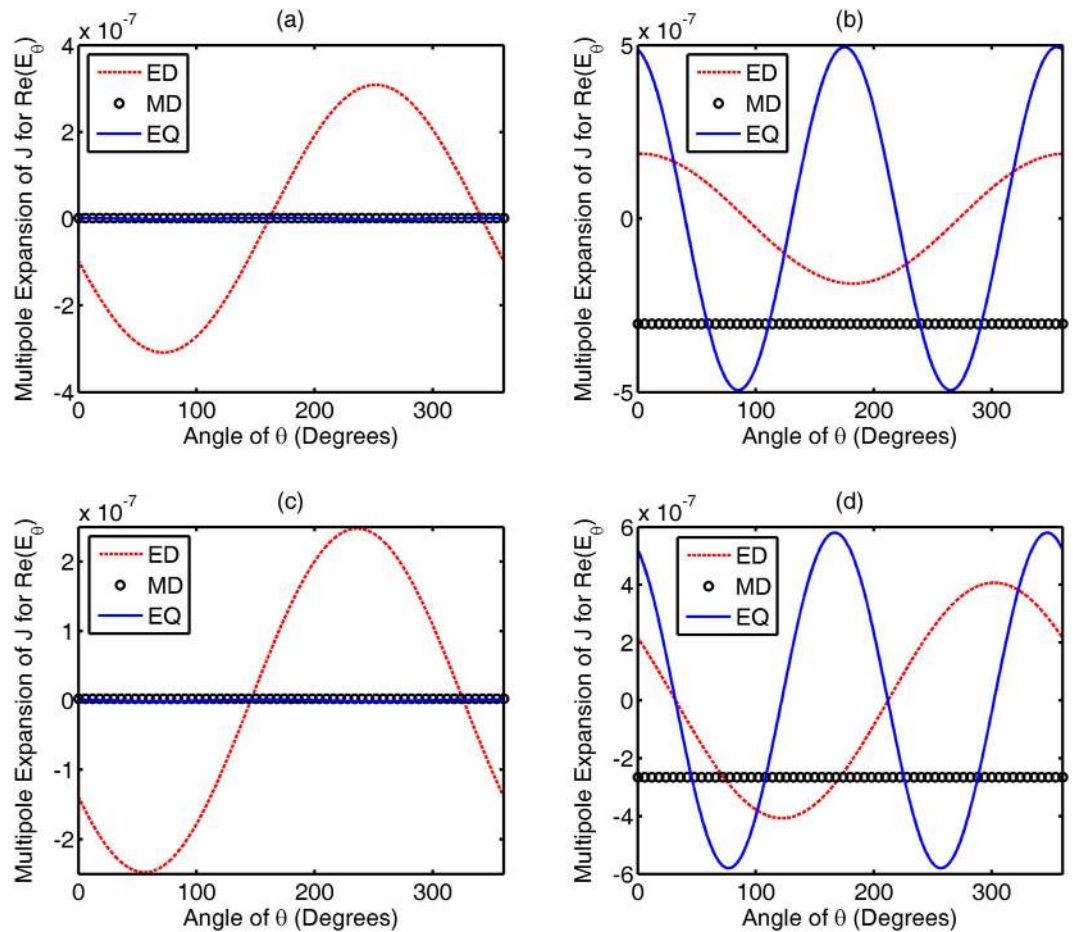 (a)
x 10^-7
Multipole Expansion of J for Re(E_θ)
4
2
0
-2
-4
ED
MD
EQ
0 100 200 300
Angle of θ (Degrees)
(b)
x 10^-7
Multipole Expansion of J for Re(E_θ)
5
0
-5
ED
MD
EQ
0 100 200 300
Angle of θ (Degrees)
(c)
x 10^-7
Multipole Expansion of J for Re(E_θ)
2
1
0
-1
-2
ED
MD
EQ
0 100 200 300
Angle of θ (Degrees)
(d)
x 10^-7
Multipole Expansion of J for Re(E_θ)
6
4
2
0
-2
-4
-6
ED
MD
EQ
0 100 200 300
Angle of θ (Degrees)